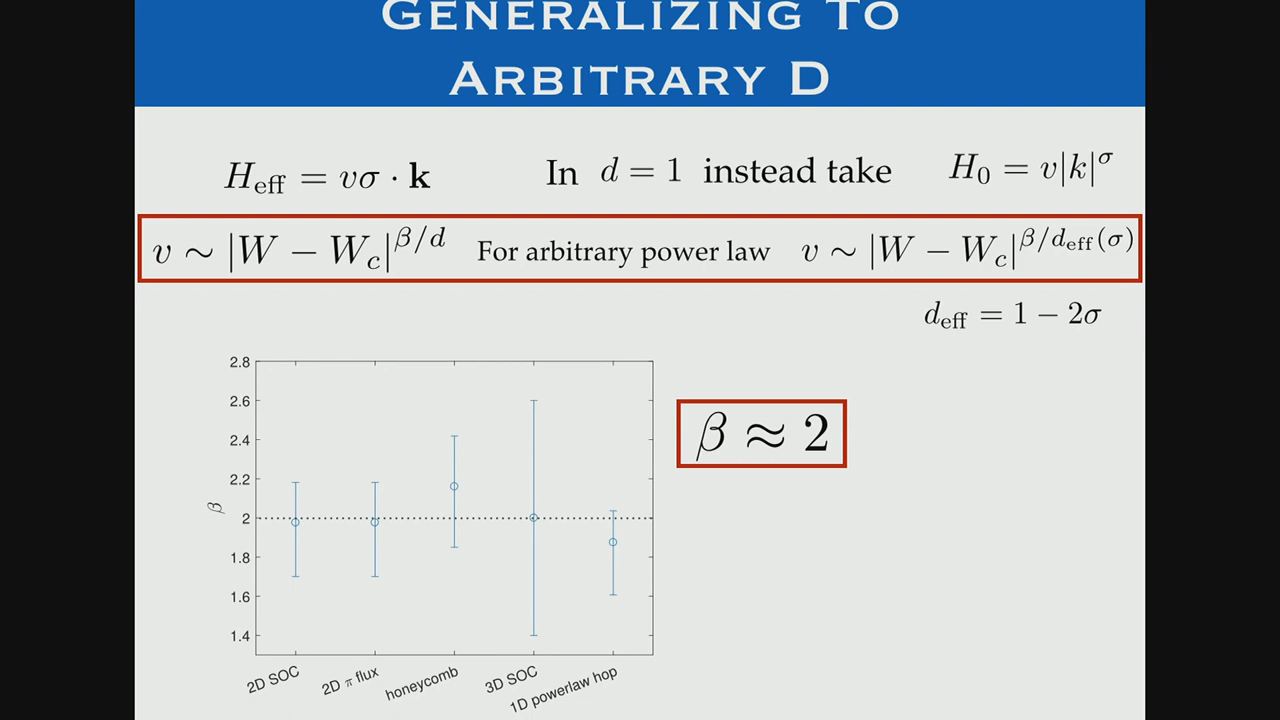 GENERALIZING TO
ARBITRARY D
H_eff = vσ · k    In d = 1 instead take    H_0 = v|k|^σ
v ∼ |W − W_c|^{β/d}    For arbitrary power law    v ∼ |W − W_c|^{β/d_eff(σ)}
d_eff = 1 − 2σ
2.8
2.6
2.4
2.2
2
1.8
1.6
1.4
β
β ≈ 2
2D SOC
2D π flux
honeycomb
3D SOC
1D powerlaw hop